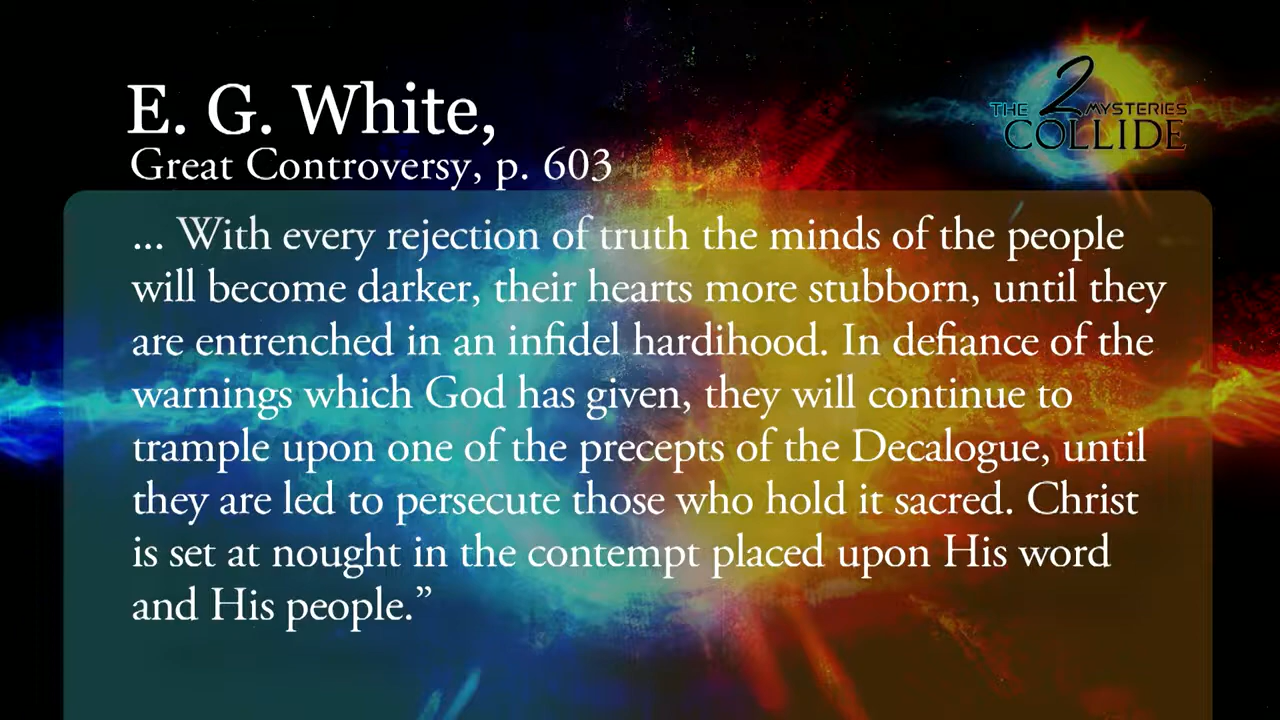 E. G. White,
Great Controversy, p. 603
THE 2 MYSTERIES
COLLIDE
... With every rejection of truth the minds of the people
will become darker, their hearts more stubborn, until they
are entrenched in an infidel hardihood. In defiance of the
warnings which God has given, they will continue to
trample upon one of the precepts of the Decalogue, until
they are led to persecute those who hold it sacred. Christ
is set at nought in the contempt placed upon His word
and His people.”